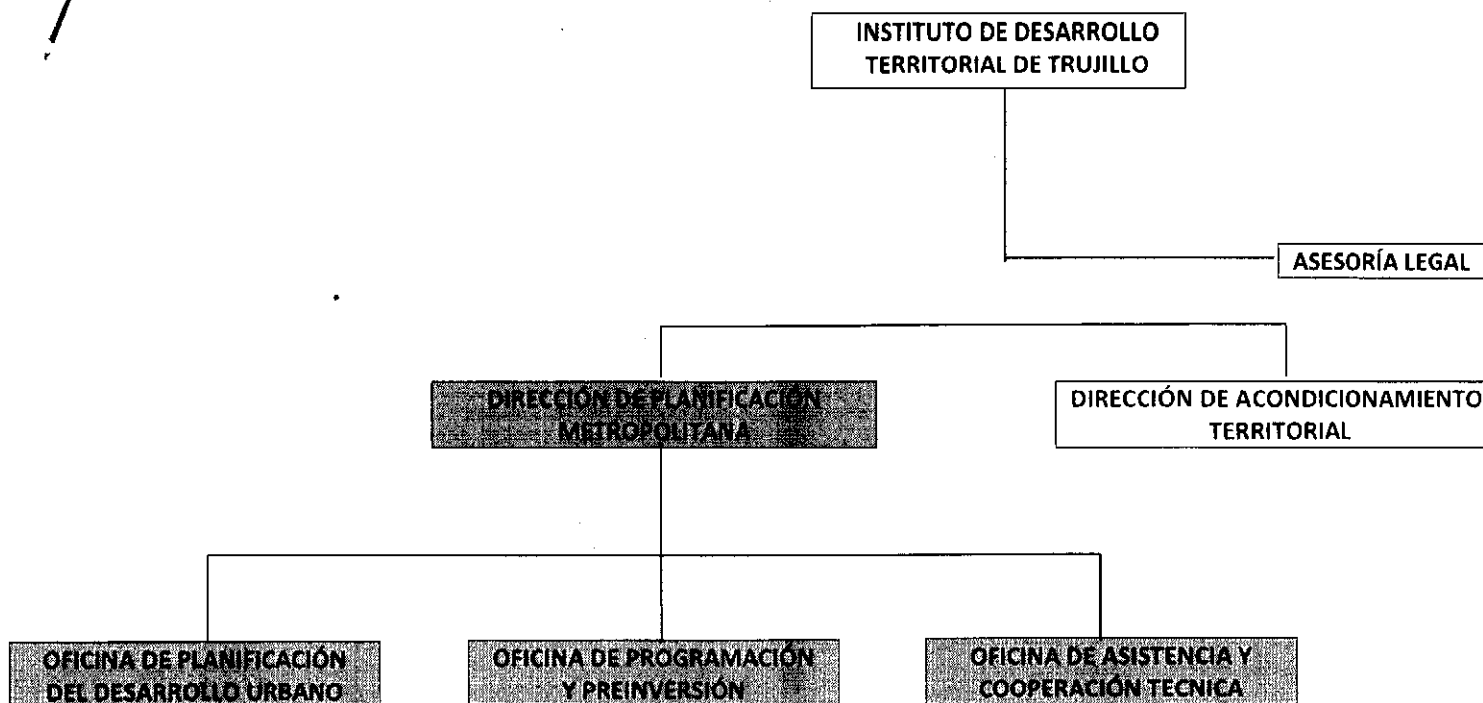 INSTITUTO DE DESARROLLO
TERRITORIAL DE TRUJILLO
ASESORÍA LEGAL
DIRECCIÓN DE PLANIFICACIÓN
METROPOLITANA
DIRECCIÓN DE ACONDICIONAMIENTO
TERRITORIAL
OFICINA DE PLANIFICACIÓN
DEL DESARROLLO URBANO
OFICINA DE PROGRAMACIÓN
Y PREINVERSIÓN
OFICINA DE ASISTENCIA Y
COOPERACIÓN TECNICA